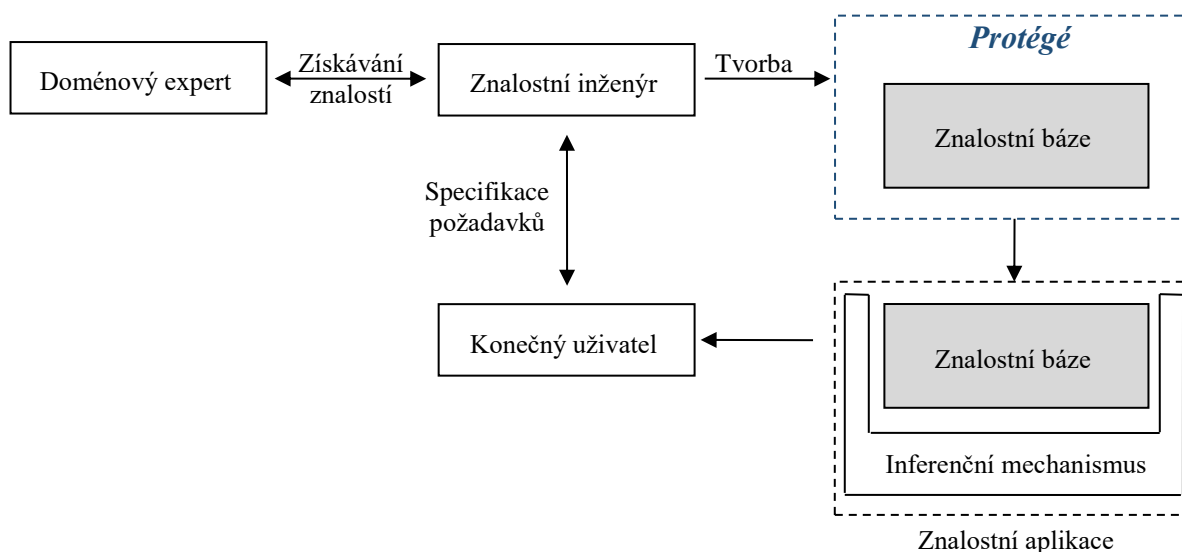 Protégé
Doménový expert
Získávání
znalostí
Znalostní inženýr
Tvorba
Znalostní báze
Specifikace
požadavků
Konečný uživatel
Znalostní báze
Inferenční mechanismus
Znalostní aplikace